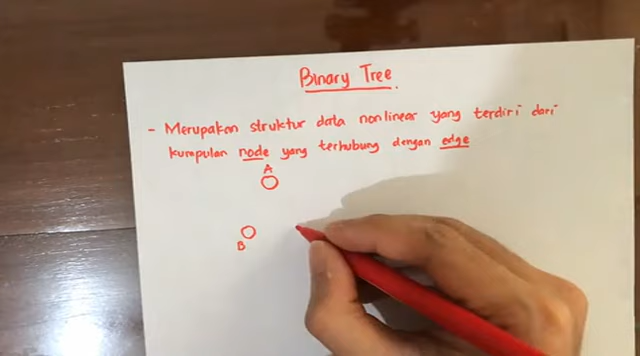 Binary Tree
- Merupakan struktur data nonlinear yang terdiri dari
kumpulan node yang terhubung dengan edge
A
B